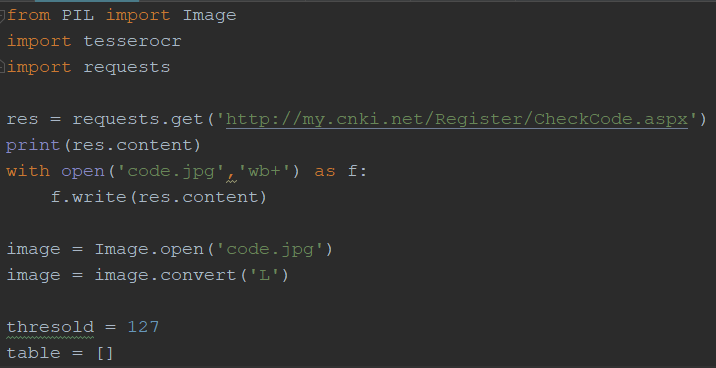 from PIL import Image
import tesserocr
import requests
res = requests.get('http://my.cnki.net/Register/CheckCode.aspx')
print(res.content)
with open('code.jpg','wb+') as f:
    f.write(res.content)
image = Image.open('code.jpg')
image = image.convert('L')
thresold = 127
table = []